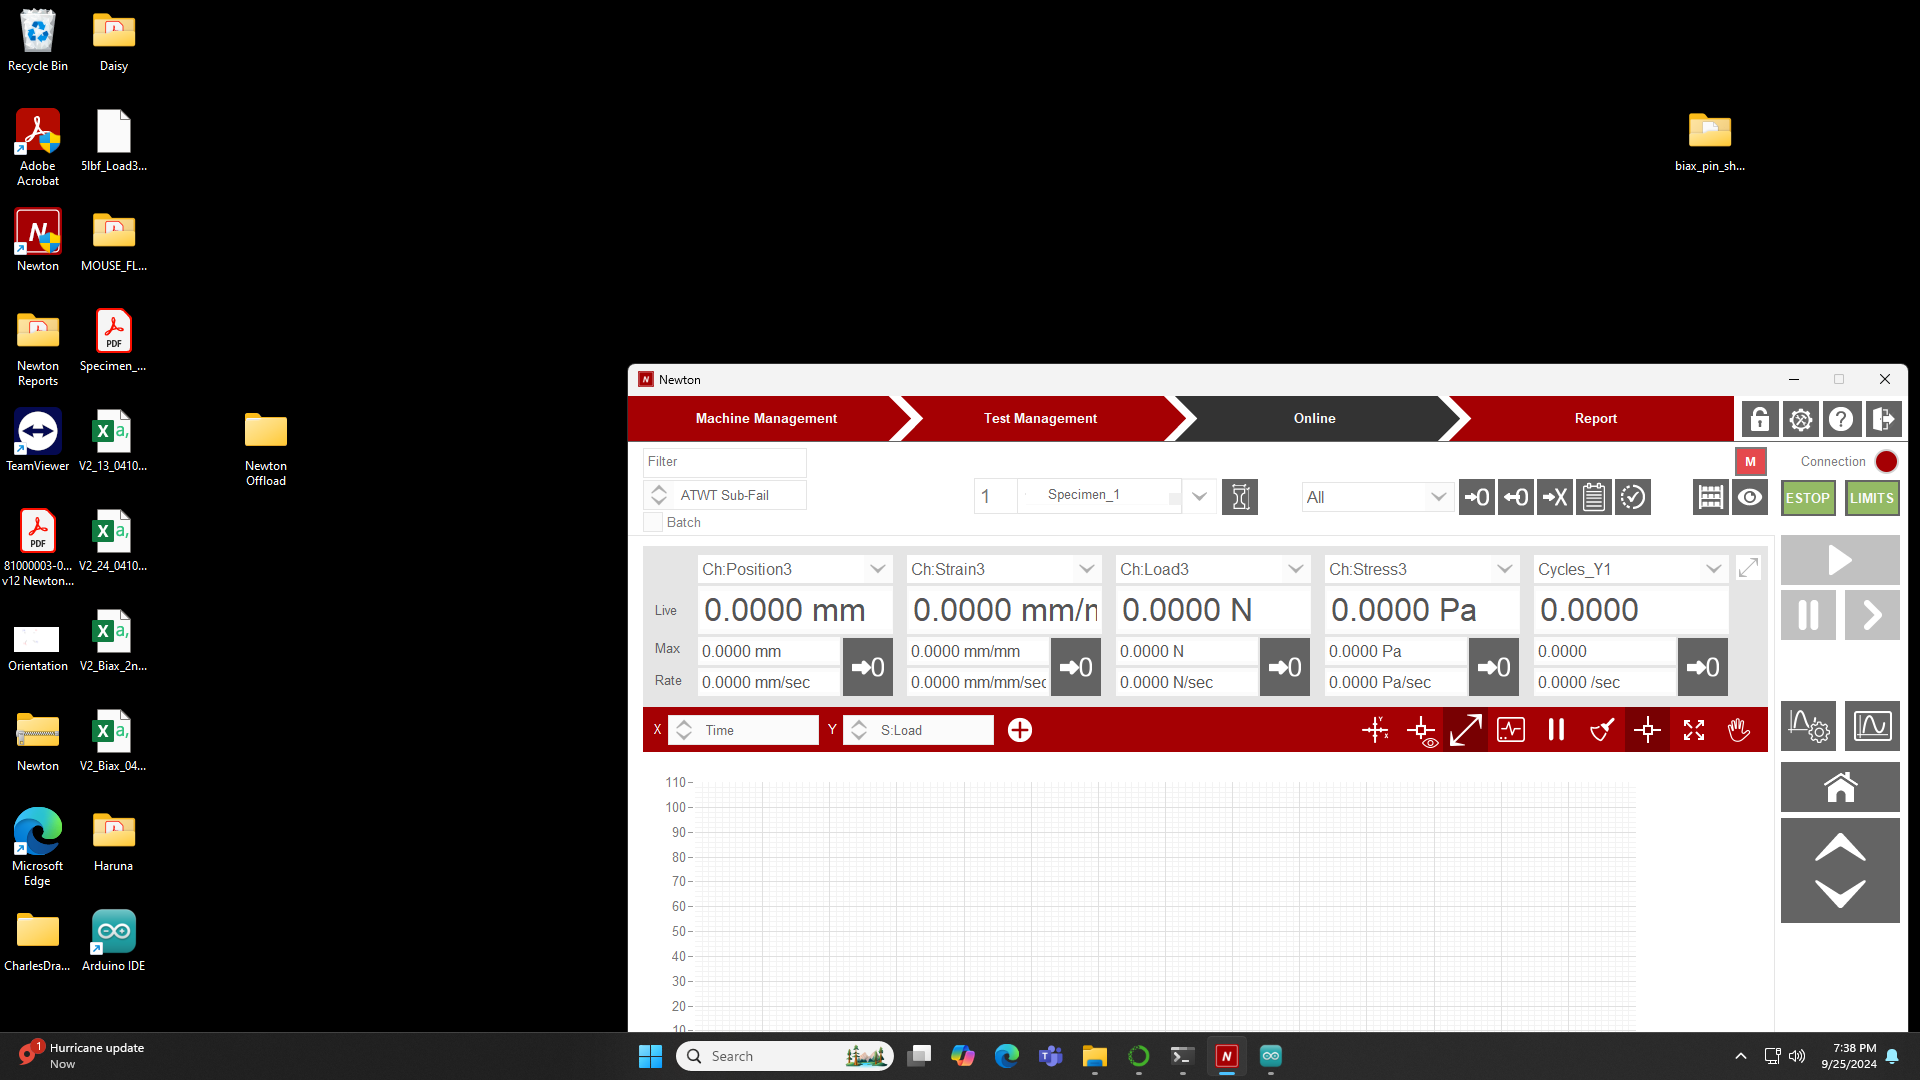 Recycle Bin
Daisy
Adobe
Acrobat
5lbf_Load3...
Newton
MOUSE_FL...
Newton
Reports
Specimen_...
TeamViewer
V2_13_0410...
81000003-0...
v12 Newton...
V2_24_0410...
Orientation
V2_Biax_2n...
Newton
V2_Biax_04...
Microsoft
Edge
Haruna
CharlesDra...
Arduino IDE
Newton
Offload
biax_pin_sh...
Newton
Machine Management
Test Management
Online
Report
Filter
M
Connection
ATWT Sub-Fail
1
Specimen_1
All
→0
←0
→X
ESTOP
LIMITS
Batch
Ch:Position3
Ch:Strain3
Ch:Load3
Ch:Stress3
Cycles_Y1
Live
0.0000 mm
0.0000 mm/n
0.0000 N
0.0000 Pa
0.0000
Max
0.0000 mm
0.0000 mm/mm
0.0000 N
0.0000 Pa
0.0000
→0
→0
→0
→0
→0
Rate
0.0000 mm/sec
0.0000 mm/mm/sec
0.0000 N/sec
0.0000 Pa/sec
0.0000 /sec
X
Time
Y
S:Load
110
100
90
80
70
60
50
40
30
20
10
1
Hurricane update
Now
Search
7:38 PM
9/25/2024